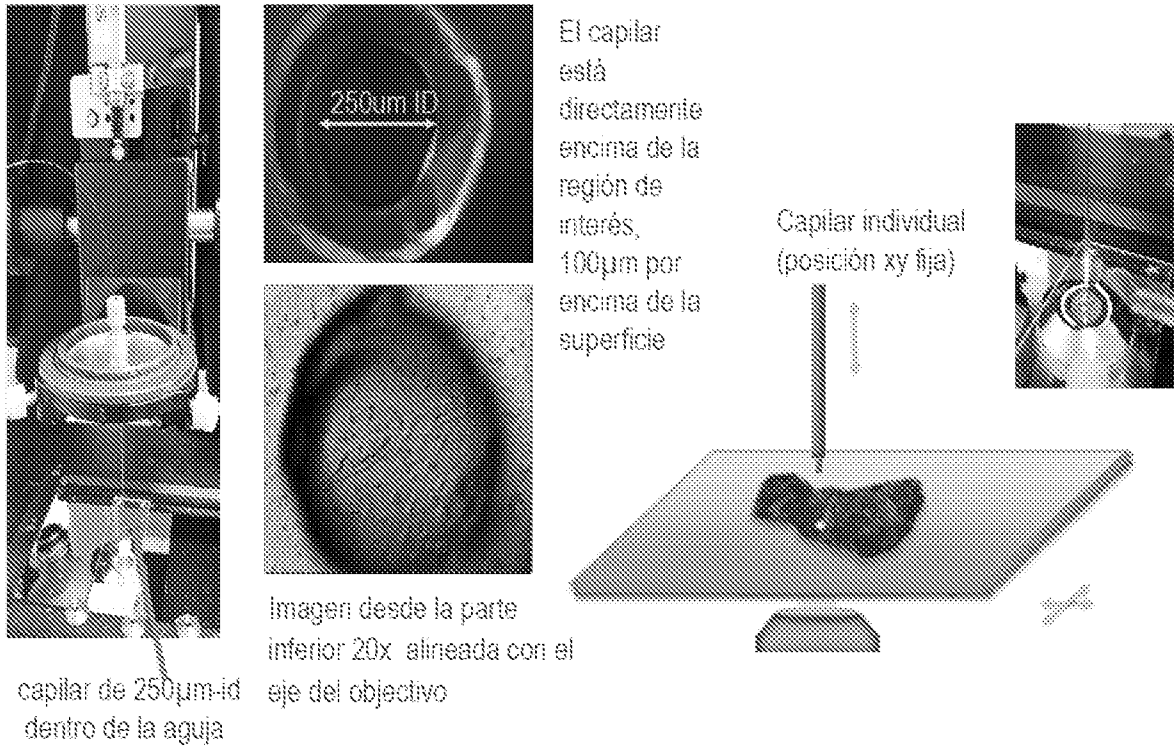 250um ID
El capilar
está
directamente
encima de la
región de
interés,
100µm por
encima de la
superficie
Capilar individual
(posición xy fija)
Imagen desde la parte
inferior 20x alineada con el
eje del objectivo
capilar de 250µm-id
dentro de la aguja